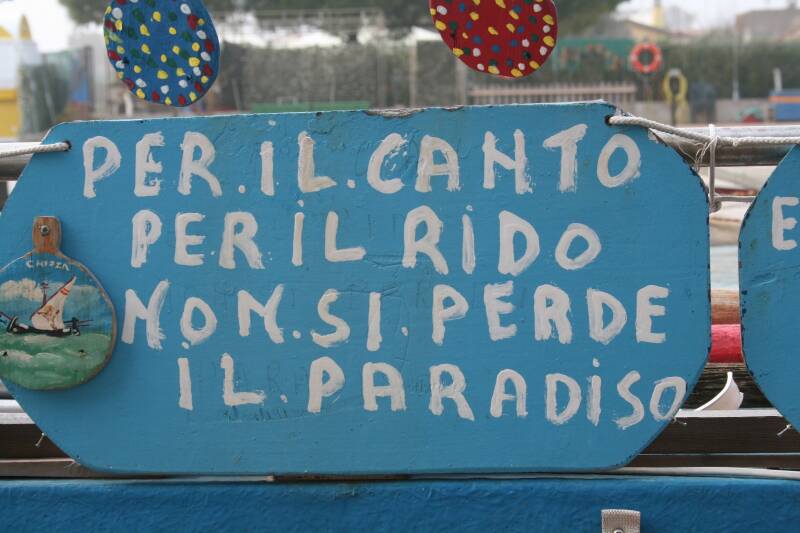 PER.IL.CANTO
PER IL RIDO
NON.SI.PERDE
IL.PARADISO
E